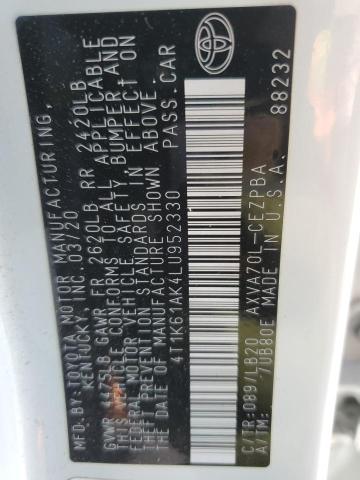 MFD. BY: TOYOTA MOTOR MANUFACTURING,
KENTUCKY, INC. 03/20
GVWR 4475LB GAWR FR 2620LB RR 2420LB
THIS VEHICLE CONFORMS TO ALL APPLICABLE
FEDERAL MOTOR VEHICLE SAFETY, BUMPER, AND
THEFT PREVENTION STANDARDS IN EFFECT ON
THE DATE OF MANUFACTURE SHOWN ABOVE.
4T1K61AK4LU952330 PASS.CAR
C/TR:089/LB20 AXVA70L-CEZPBA
A/TM: 7UB80E U.S.A. 88232